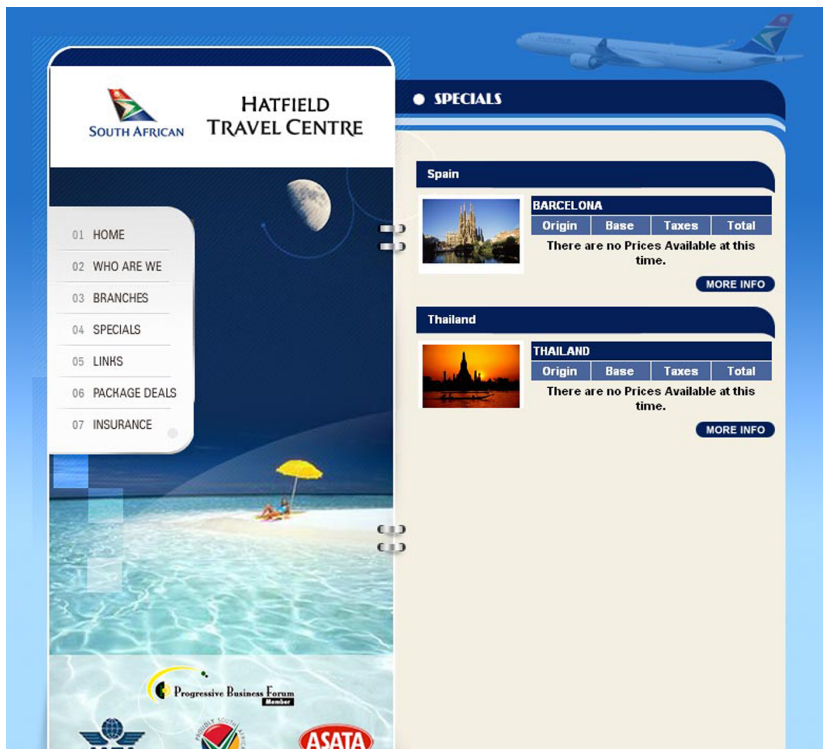 SOUTH AFRICAN
HATFIELD
TRAVEL CENTRE
SPECIALS
01 HOME
02 WHO ARE WE
03 BRANCHES
04 SPECIALS
05 LINKS
06 PACKAGE DEALS
07 INSURANCE
Spain
BARCELONA
Origin Base Taxes Total
There are no Prices Available at this
time.
MORE INFO
Thailand
THAILAND
Origin Base Taxes Total
There are no Prices Available at this
time.
MORE INFO
Progressive Business Forum
Member
PROUDLY SOUTH
ASATA